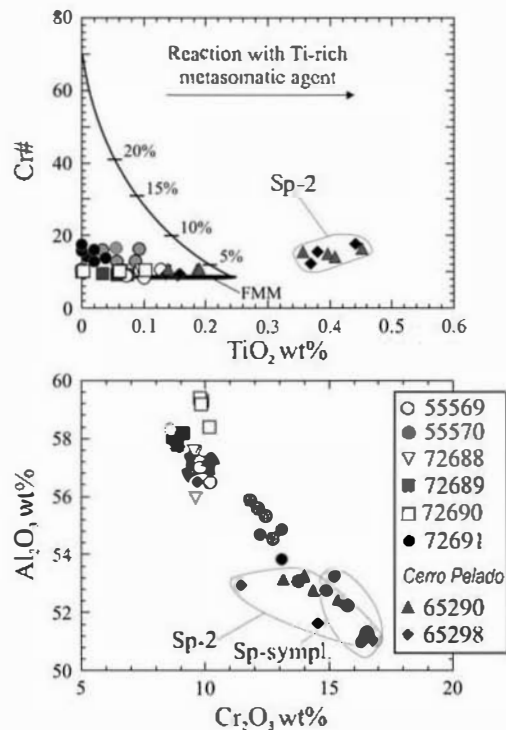 80
Reaction with Ti-rich
metasomatic agent
60
Cr#
40
20%
15%
Sp-2
20
10%
5%
FMM
0
0 0.1 0.2 0.3 0.4 0.5 0.6
TiO₂ wt%
60
58
Al₂O₃ wt%
56
54
52
50
Sp-2
Sp-sympl.
5 10 15 20
Cr₂O₃ wt%
55569
55570
72688
72689
72690
72691
Cerro Pelado
65290
65298